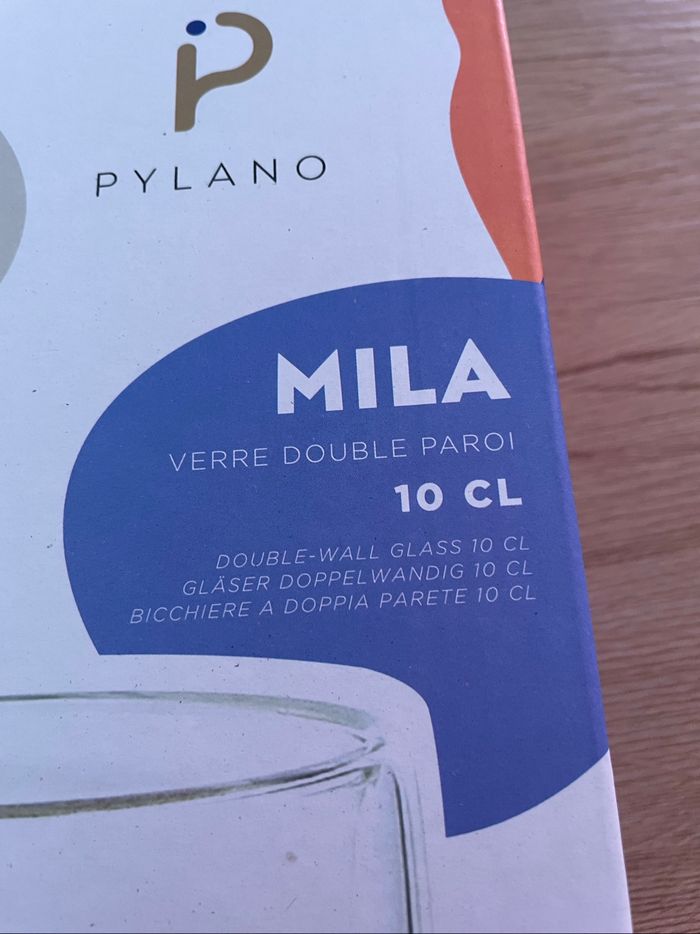 PYLANO
MILA
VERRE DOUBLE PAROI
10 CL
DOUBLE-WALL GLASS 10 CL
GLÄSER DOPPELWANDIG 10 CL
BICCHIERE A DOPPIA PARETE 10 CL